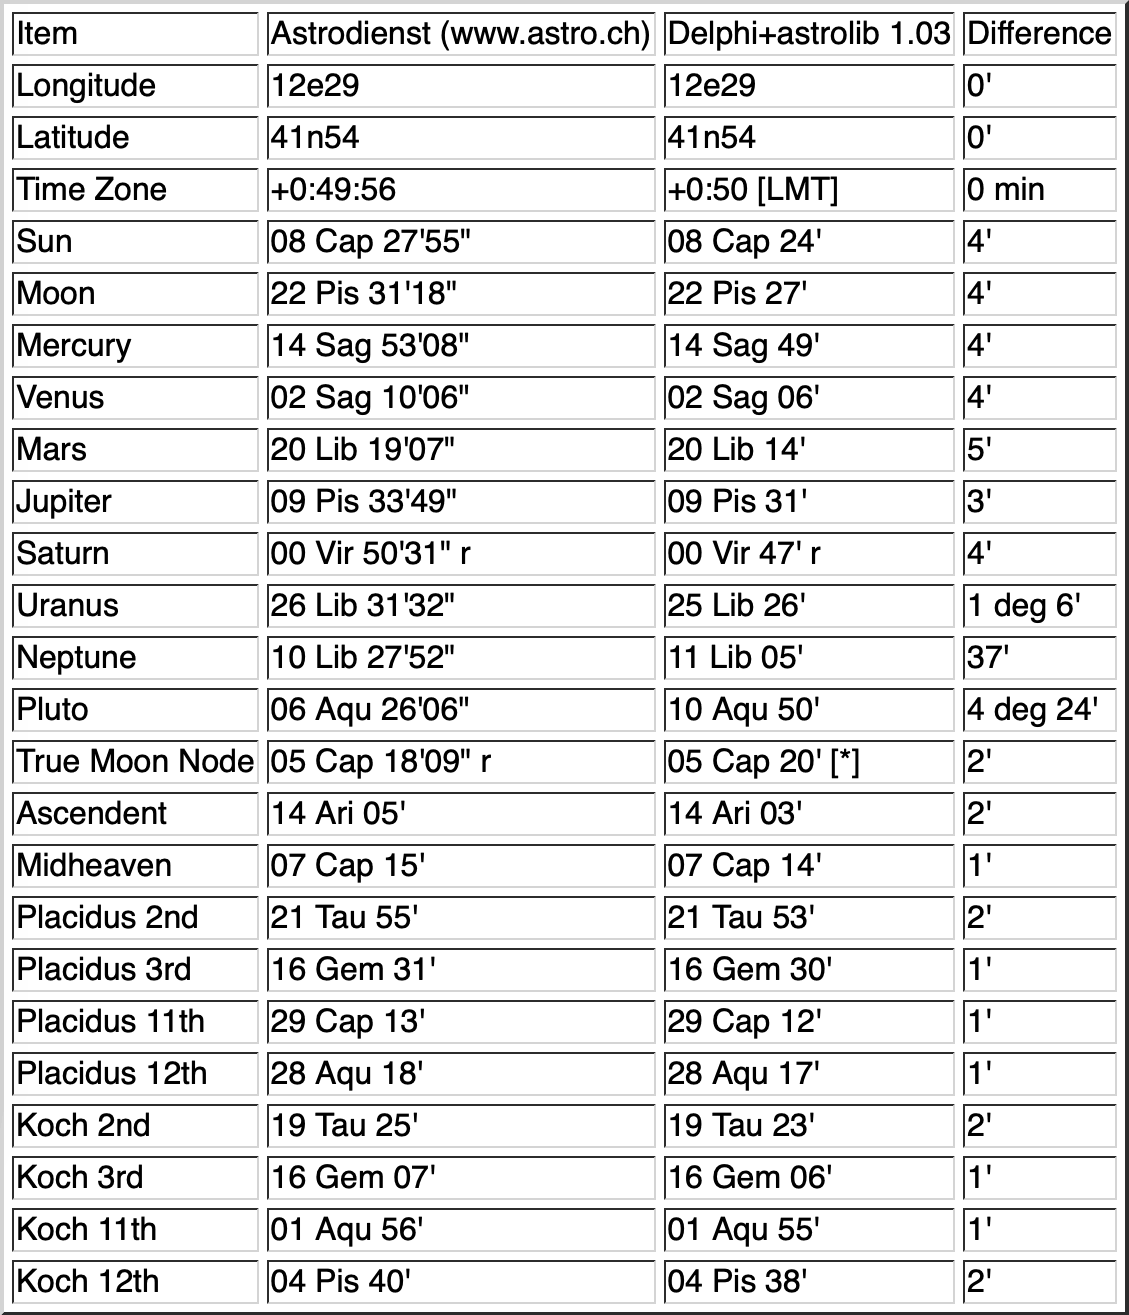 Item Astrodienst (www.astro.ch) Delphi+astrolib 1.03 Difference
Longitude 12e29 12e29 0'
Latitude 41n54 41n54 0'
Time Zone +0:49:56 +0:50 [LMT] 0 min
Sun 08 Cap 27'55" 08 Cap 24' 4'
Moon 22 Pis 31'18" 22 Pis 27' 4'
Mercury 14 Sag 53'08" 14 Sag 49' 4'
Venus 02 Sag 10'06" 02 Sag 06' 4'
Mars 20 Lib 19'07" 20 Lib 14' 5'
Jupiter 09 Pis 33'49" 09 Pis 31' 3'
Saturn 00 Vir 50'31" r 00 Vir 47' r 4'
Uranus 26 Lib 31'32" 25 Lib 26' 1 deg 6'
Neptune 10 Lib 27'52" 11 Lib 05' 37'
Pluto 06 Aqu 26'06" 10 Aqu 50' 4 deg 24'
True Moon Node 05 Cap 18'09" r 05 Cap 20' [*] 2'
Ascendent 14 Ari 05' 14 Ari 03' 2'
Midheaven 07 Cap 15' 07 Cap 14' 1'
Placidus 2nd 21 Tau 55' 21 Tau 53' 2'
Placidus 3rd 16 Gem 31' 16 Gem 30' 1'
Placidus 11th 29 Cap 13' 29 Cap 12' 1'
Placidus 12th 28 Aqu 18' 28 Aqu 17' 1'
Koch 2nd 19 Tau 25' 19 Tau 23' 2'
Koch 3rd 16 Gem 07' 16 Gem 06' 1'
Koch 11th 01 Aqu 56' 01 Aqu 55' 1'
Koch 12th 04 Pis 40' 04 Pis 38' 2'